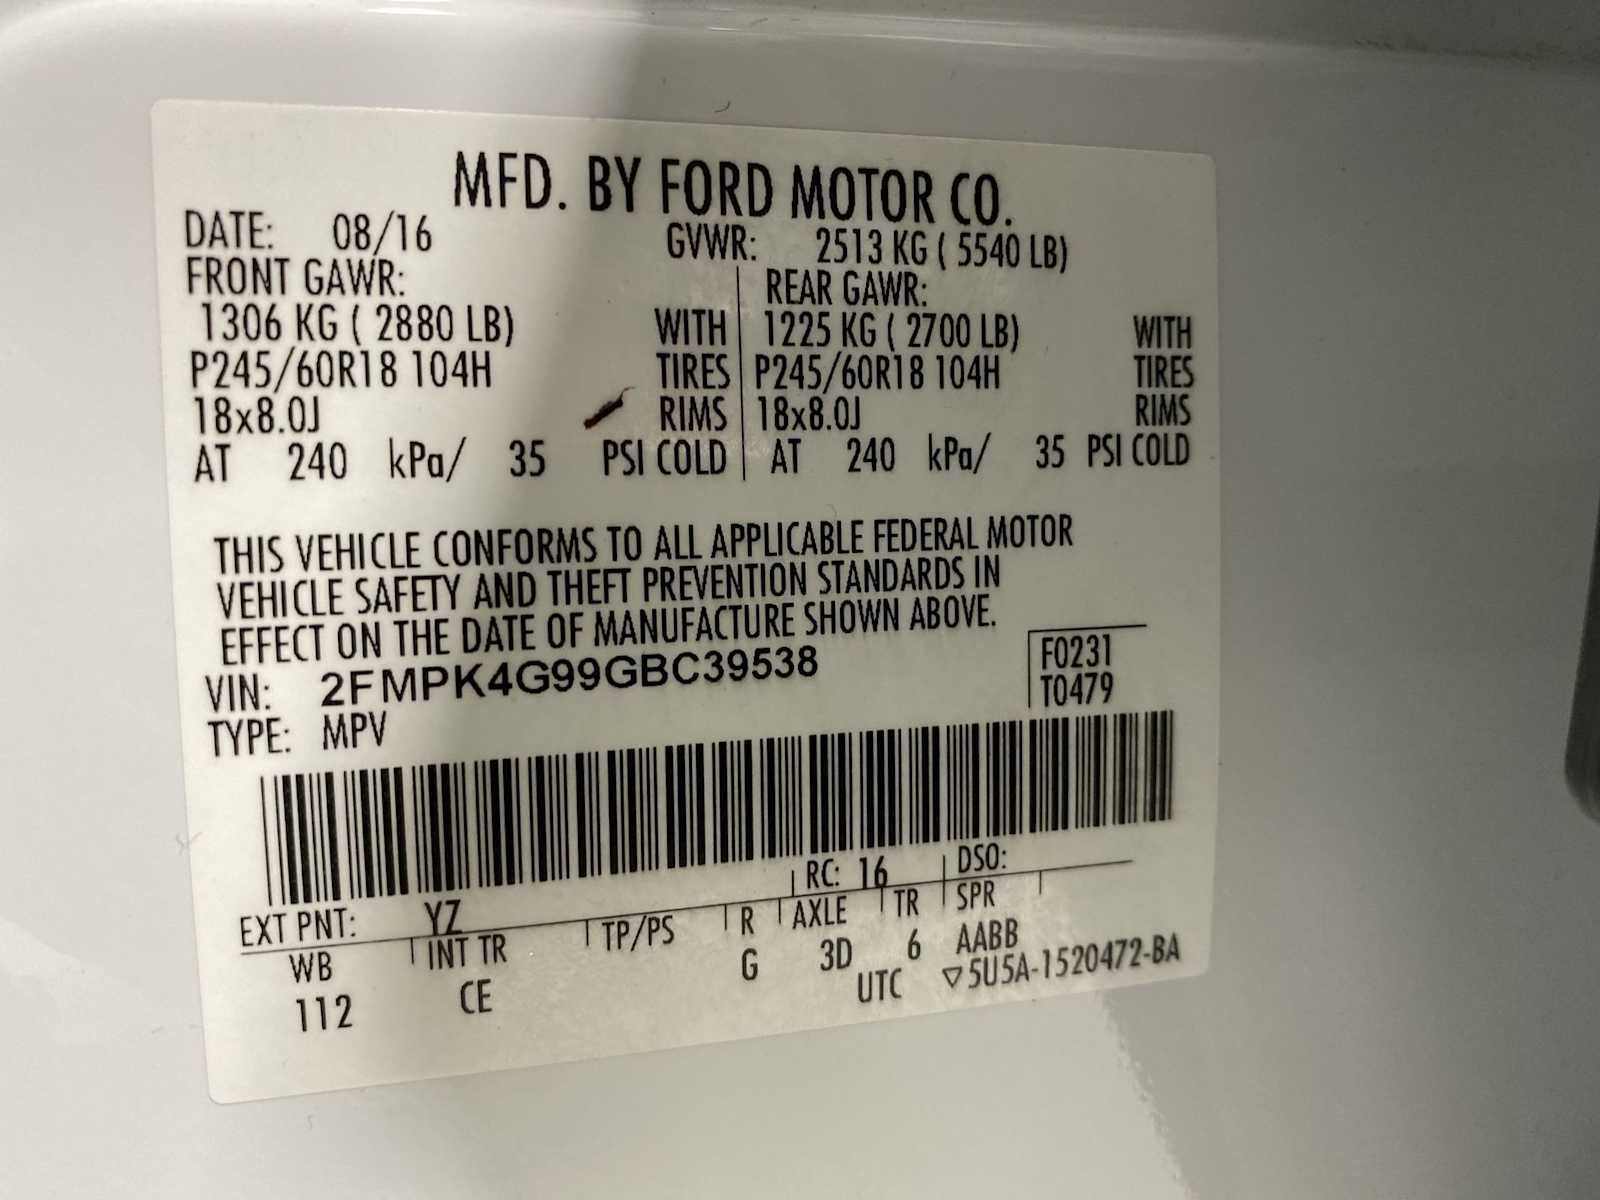 MFD. BY FORD MOTOR CO.
DATE: 08/16 GVWR: 2513 KG ( 5540 LB)
FRONT GAWR: REAR GAWR:
1306 KG ( 2880 LB) WITH 1225 KG ( 2700 LB) WITH
P245/60R18 104H TIRES P245/60R18 104H TIRES
18x8.0J RIMS 18x8.0J RIMS
AT 240 kPa/ 35 PSI COLD AT 240 kPa/ 35 PSI COLD
THIS VEHICLE CONFORMS TO ALL APPLICABLE FEDERAL MOTOR
VEHICLE SAFETY AND THEFT PREVENTION STANDARDS IN
EFFECT ON THE DATE OF MANUFACTURE SHOWN ABOVE.
VIN: 2FMPK4G99GBC39538 F0231
TYPE: MPV T0479
RC: 16 DSO:
EXT PNT: YZ
WB INT TR TP/PS R AXLE TR SPR
112 CE G 3D 6 AABB
UTC ▽5U5A-1520472-BA